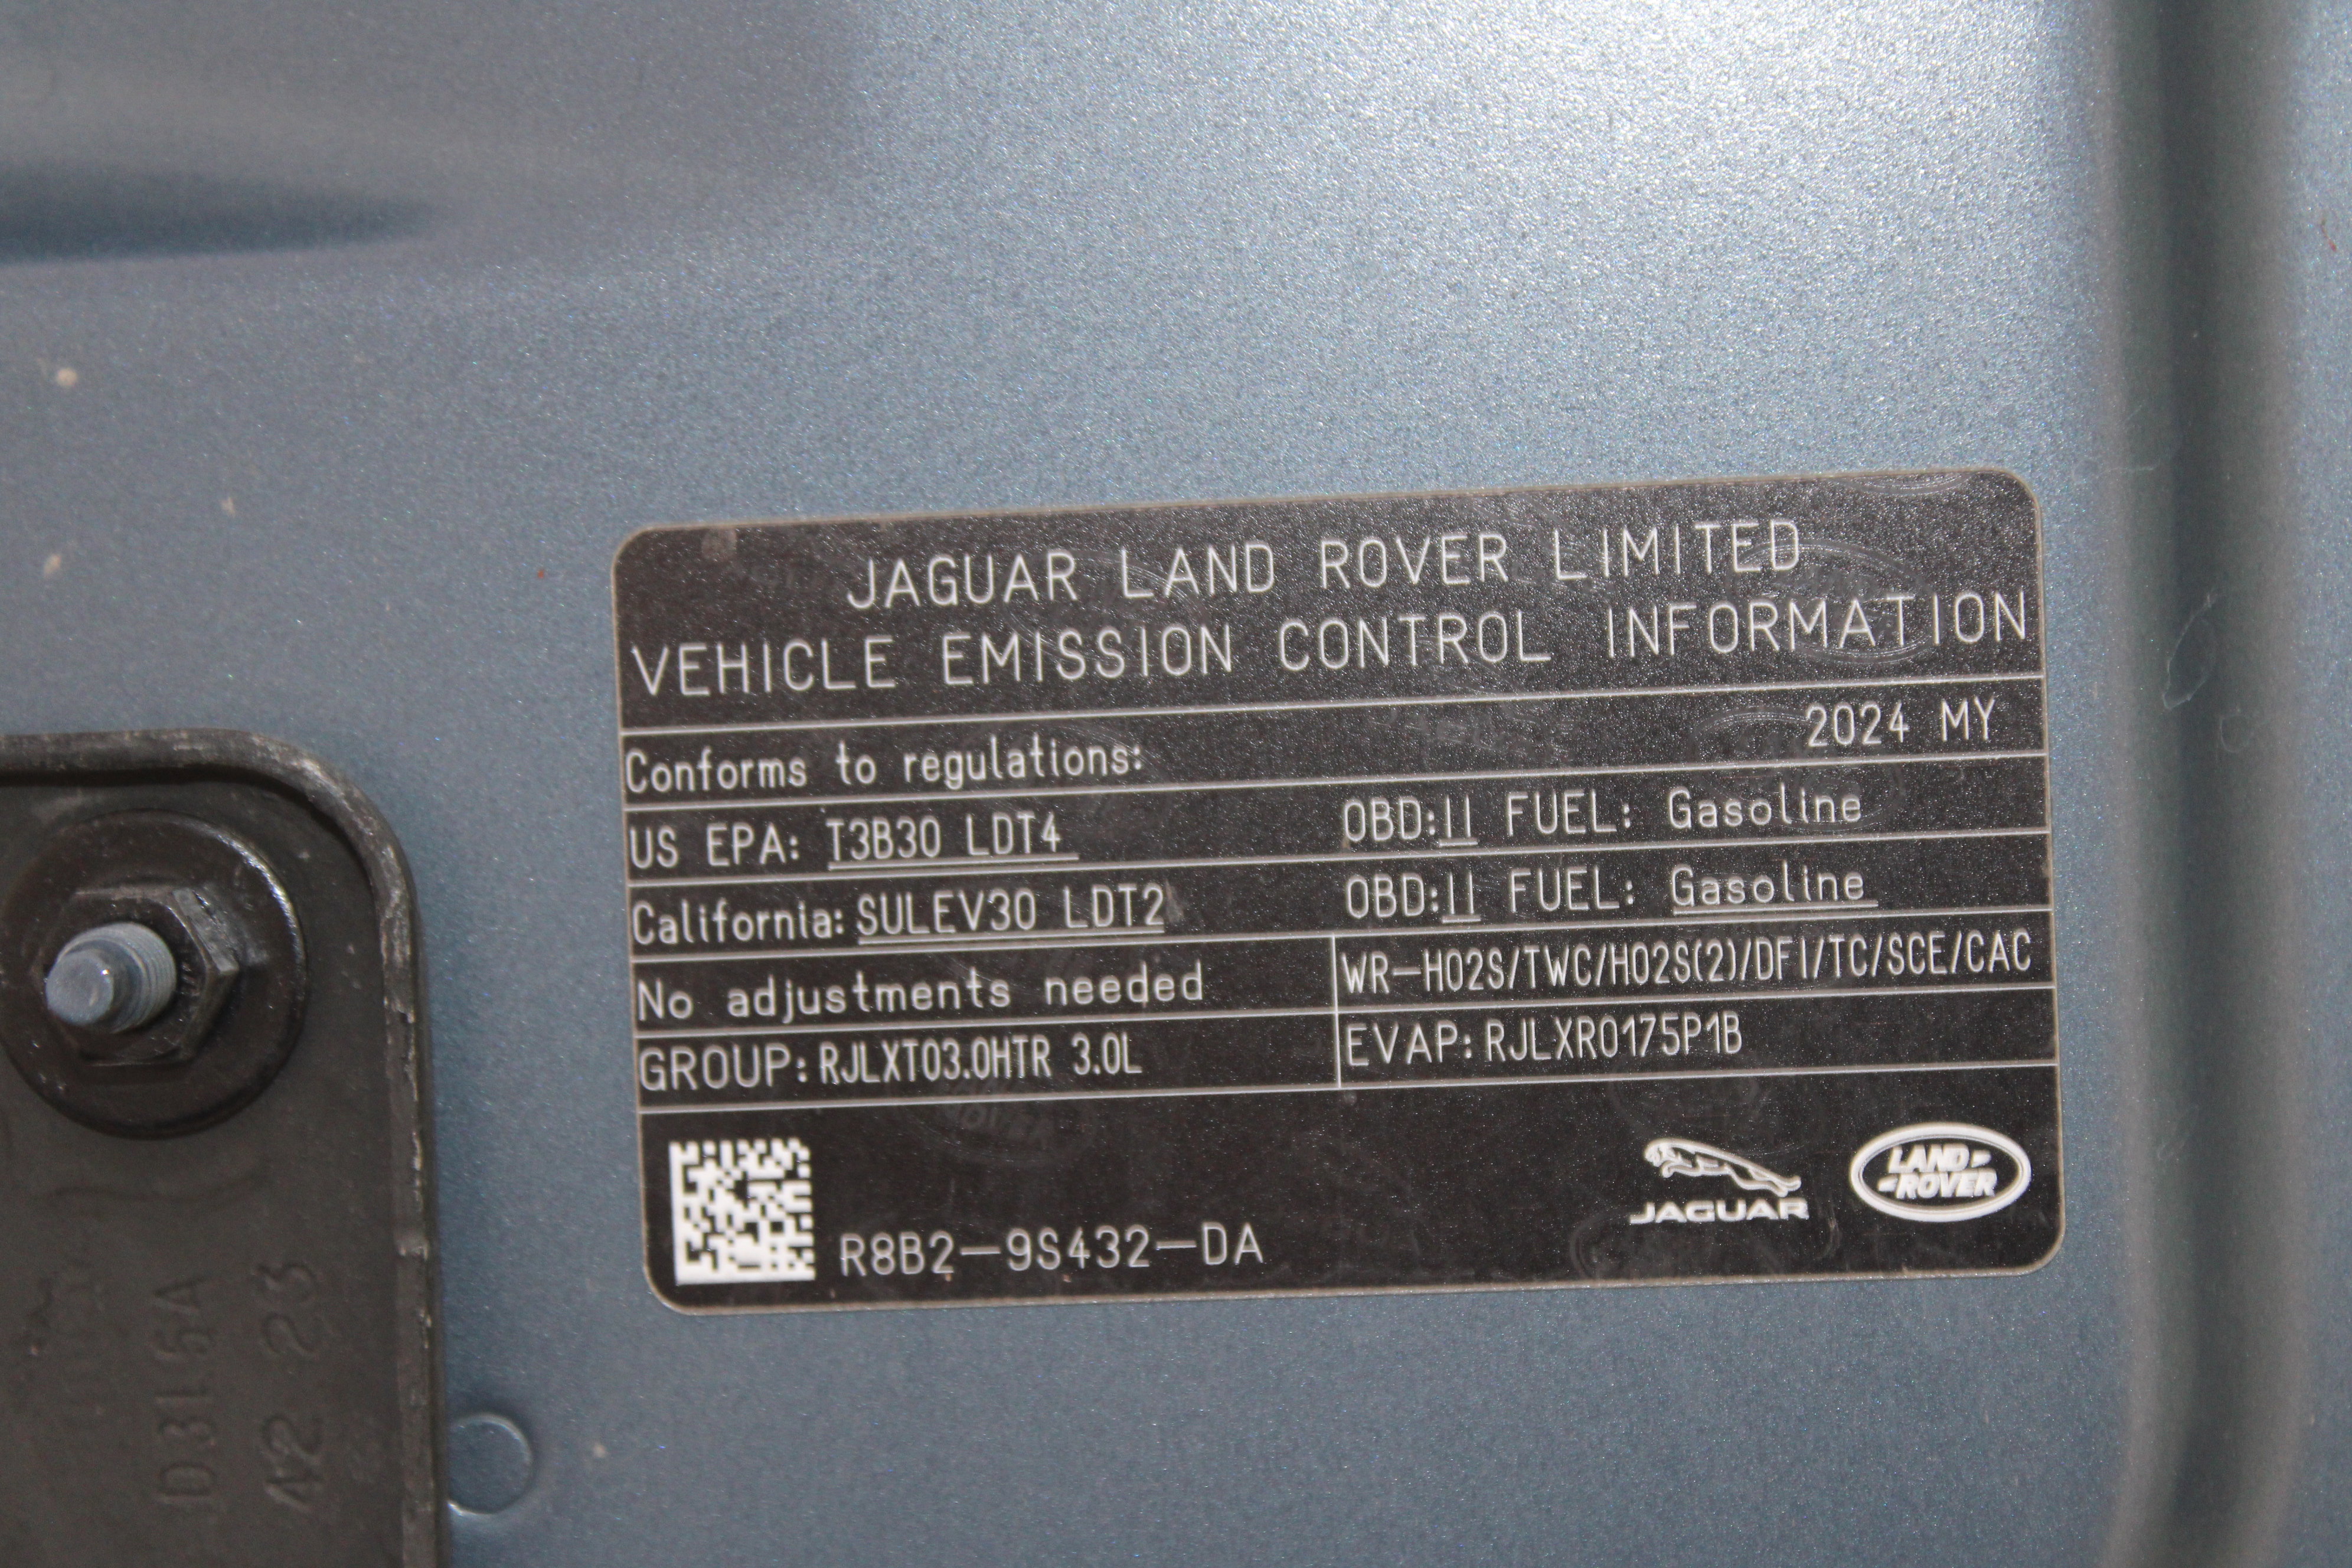 JAGUAR LAND ROVER LIMITED
VEHICLE EMISSION CONTROL INFORMATION
Conforms to regulations: 2024 MY
US EPA: T3B30 LDT4 OBD:II FUEL: Gasoline
California: SULEV30 LDT2 OBD:II FUEL: Gasoline
No adjustments needed WR-HO2S/TWC/HO2S(2)/DFI/TC/SCE/CAC
GROUP: RJLXT03.0HTR 3.0L EVAP: RJLXR0175P1B
R8B2-9S432-DA
JAGUAR
LAND
ROVER
12 23